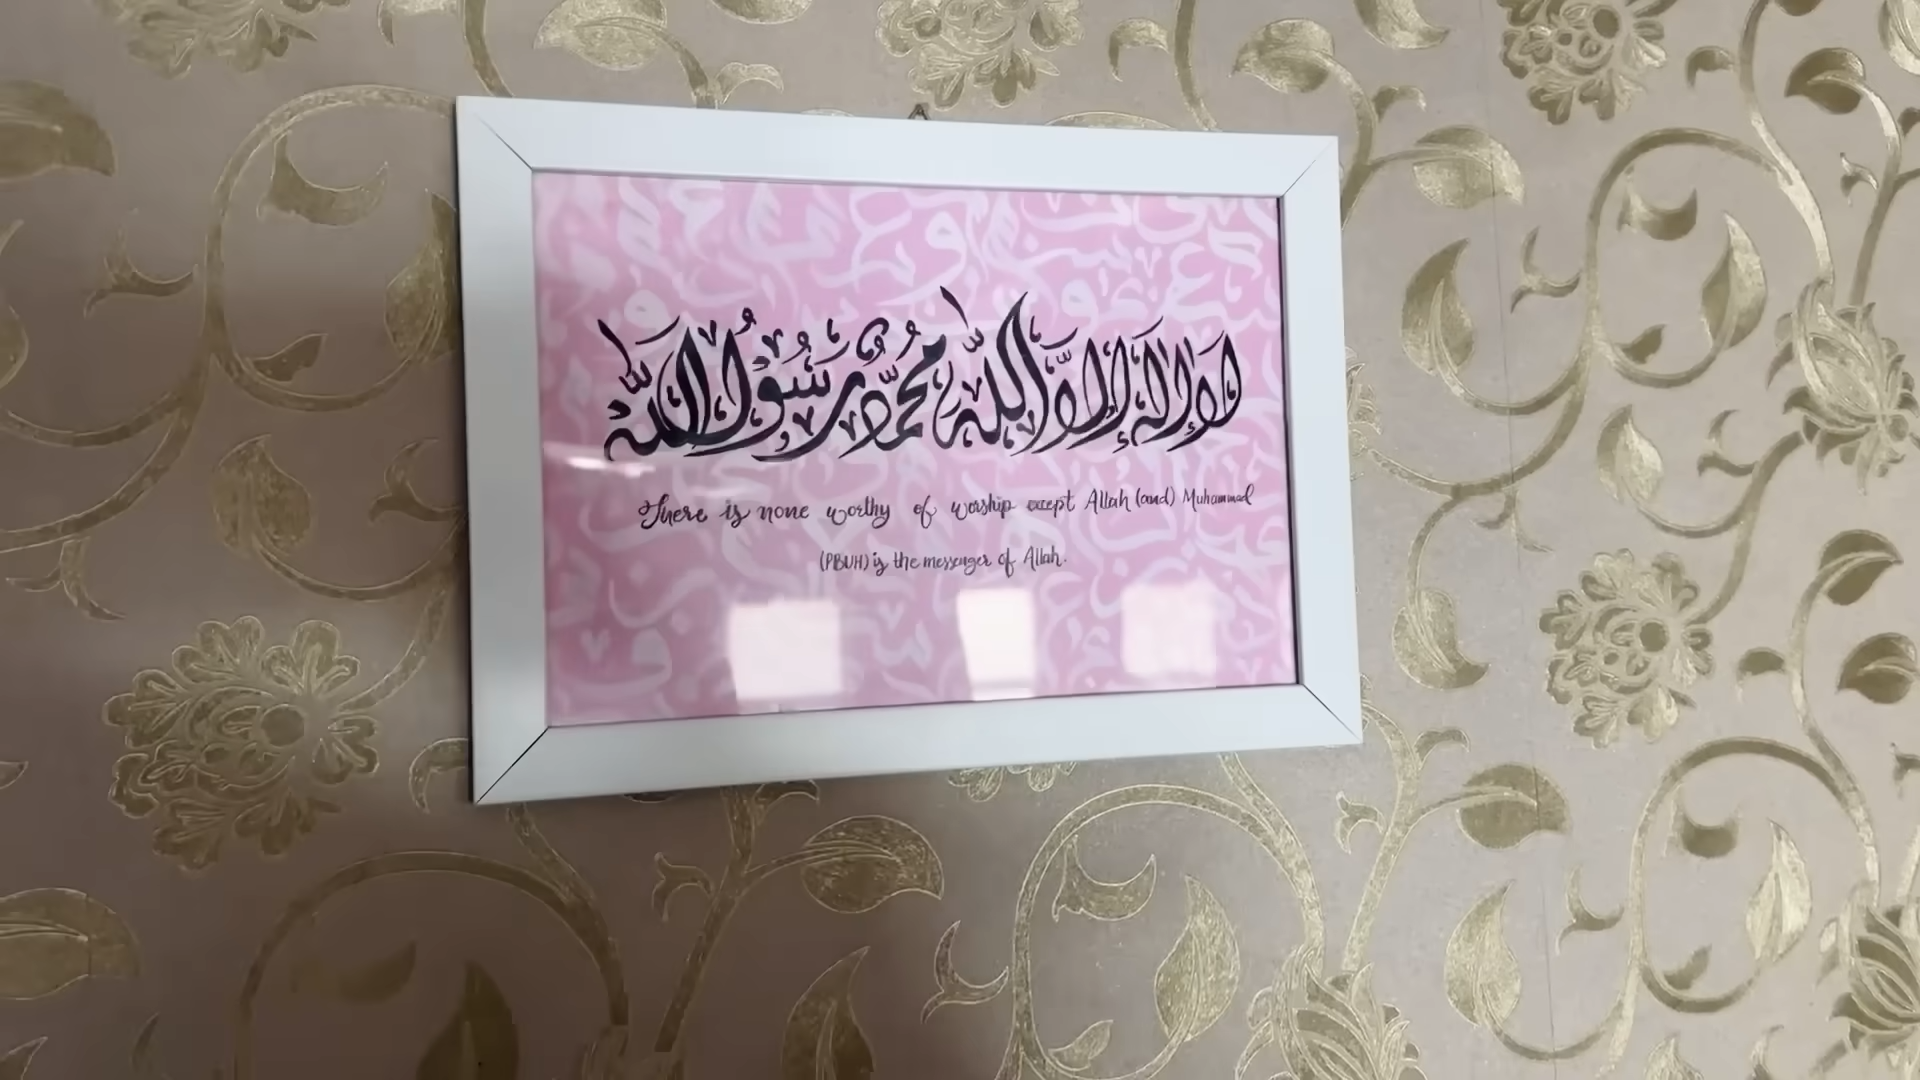 لا إله إلا الله محمد رسول الله
There is none worthy of worship except Allah (and) Muhammad
(PBUH) is the messenger of Allah.